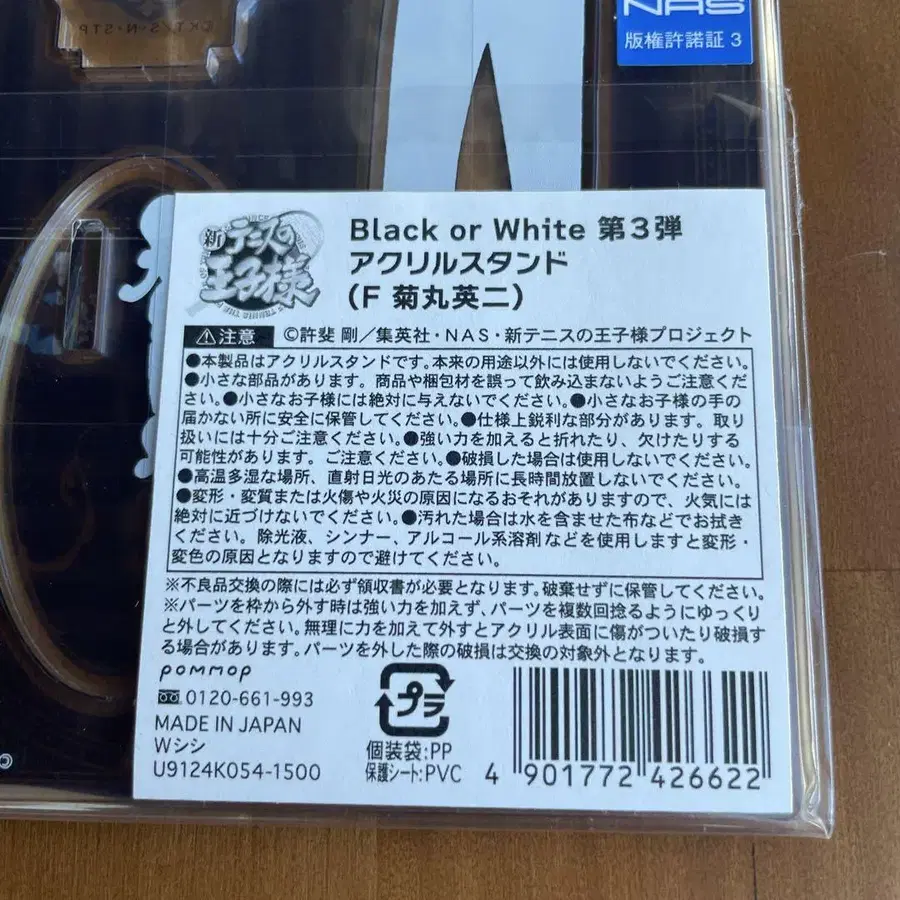 NAS
版権許諾証 3
新テニスの王子様
Black or White 第3弾
アクリルスタンド
(F 菊丸英二)
⚠注意 ©許斐 剛／集英社・NAS・新テニスの王子様プロジェクト
●本製品はアクリルスタンドです。本来の用途以外には使用しないでください。
●小さな部品があります。商品や梱包材を誤って飲み込まないようご注意くだ
さい。●小さなお子様には絶対に与えないでください。●小さなお子様の手の
届かない所に安全に保管してください。●仕様上鋭利な部分があります。取り
扱いには十分ご注意ください。●強い力を加えると折れたり、欠けたりする
可能性があります。ご注意ください。●破損した場合は使用しないでください。
●高温多湿な場所、直射日光のあたる場所に長時間放置しないでください。
●変形・変質または火傷や火災の原因になるおそれがありますので、火気には
絶対に近づけないでください。●汚れた場合は水を含ませた布などでお拭き
ください。除光液、シンナー、アルコール系溶剤などを使用しますと変形・
変色の原因となりますので避けてください。
※不良品交換の際には必ず領収書が必要となります。破棄せずに保管してください。
※パーツを枠から外す時は強い力を加えず、パーツを複数回捻るようにゆっくり
と外してください。無理に力を加えて外すとアクリル表面に傷がついたり破損す
る場合があります。パーツを外した際の破損は交換の対象外となります。
pommop
0120-661-993
MADE IN JAPAN
Wシシ
U9124K054-1500
プラ
個装袋:PP
保護シート:PVC
4 901772 426622